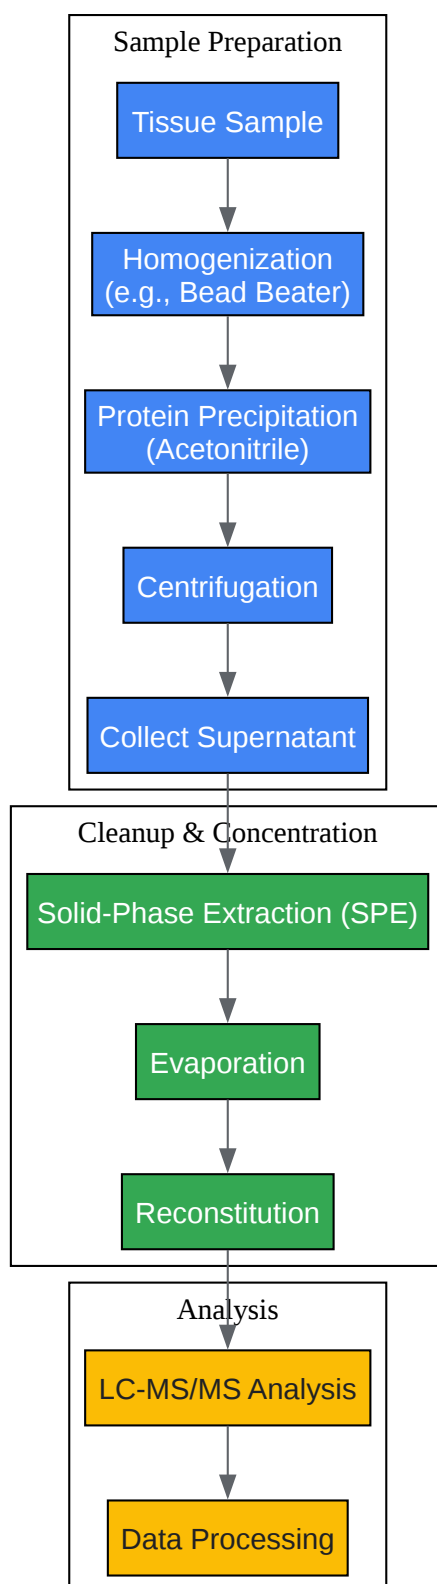 Sample Preparation
Tissue Sample
Homogenization
(e.g., Bead Beater)
Protein Precipitation
(Acetonitrile)
Centrifugation
Collect Supernatant
Cleanup & Concentration
Solid-Phase Extraction (SPE)
Evaporation
Reconstitution
Analysis
LC-MS/MS Analysis
Data Processing